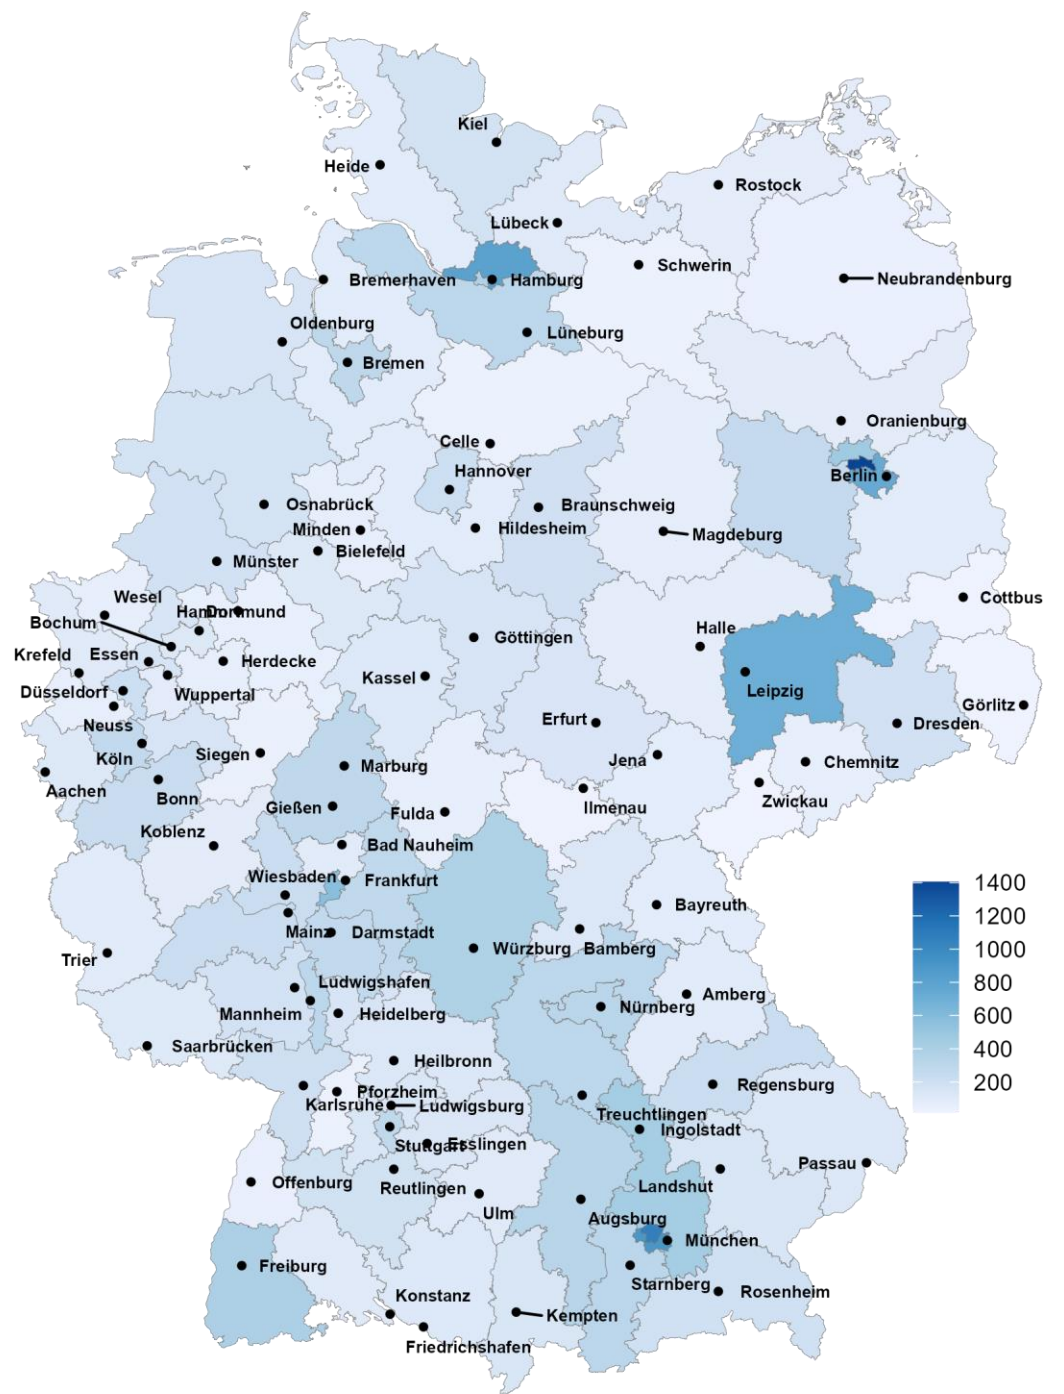 Kiel
Heide
Rostock
Lübeck
Schwerin
Bremerhaven
Hamburg
Neubrandenburg
Oldenburg
Lüneburg
Bremen
Oranienburg
Celle
Hannover
Berlin
Osnabrück
Braunschweig
Minden
Hildesheim
Magdeburg
Bielefeld
Münster
Wesel
Cottbus
Hamm
Dortmund
Bochum
Halle
Göttingen
Krefeld
Essen
Herdecke
Kassel
Düsseldorf
Wuppertal
Leipzig
Görlitz
Neuss
Erfurt
Dresden
Köln
Siegen
Jena
Chemnitz
Marburg
Aachen
Bonn
Zwickau
Gießen
Fulda
Ilmenau
Koblenz
Bad Nauheim
Wiesbaden
Frankfurt
1400
Bayreuth
1200
Mainz
Darmstadt
Würzburg
Bamberg
1000
Trier
Ludwigshafen
800
Amberg
Mannheim
Heidelberg
Nürnberg
600
Saarbrücken
400
Heilbronn
200
Pforzheim
Regensburg
Karlsruhe
Ludwigsburg
Treuchtlingen
Ingolstadt
Stuttgart
Esslingen
Passau
Offenburg
Reutlingen
Landshut
Ulm
Augsburg
München
Freiburg
Starnberg
Konstanz
Rosenheim
Kempten
Friedrichshafen